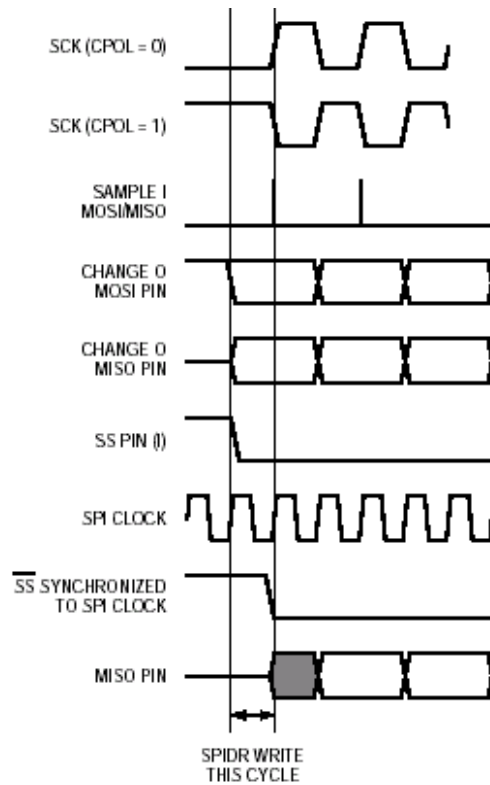 SCK (CPOL = 0)
SCK (CPOL = 1)
SAMPLE I
MOSI/MISO
CHANGE O
MOSI PIN
CHANGE O
MISO PIN
SS PIN (I)
SPI CLOCK
SS SYNCHRONIZED
TO SPI CLOCK
MISO PIN
SPIDR WRITE
THIS CYCLE